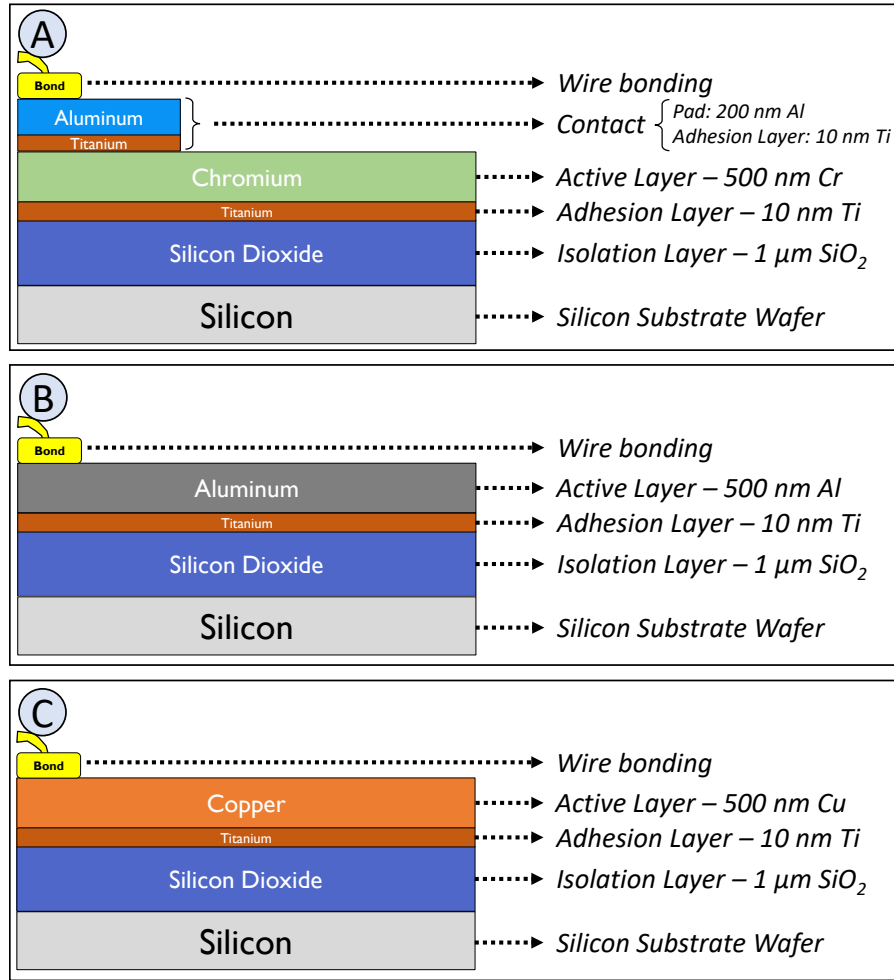 A
Bond
Wire bonding
Aluminum
Titanium
Contact
Pad: 200 nm Al
Adhesion Layer: 10 nm Ti
Chromium
Active Layer – 500 nm Cr
Titanium
Adhesion Layer – 10 nm Ti
Silicon Dioxide
Isolation Layer – 1 µm SiO2
Silicon
Silicon Substrate Wafer
B
Bond
Wire bonding
Aluminum
Active Layer – 500 nm Al
Titanium
Adhesion Layer – 10 nm Ti
Silicon Dioxide
Isolation Layer – 1 µm SiO2
Silicon
Silicon Substrate Wafer
C
Bond
Wire bonding
Copper
Active Layer – 500 nm Cu
Titanium
Adhesion Layer – 10 nm Ti
Silicon Dioxide
Isolation Layer – 1 µm SiO2
Silicon
Silicon Substrate Wafer